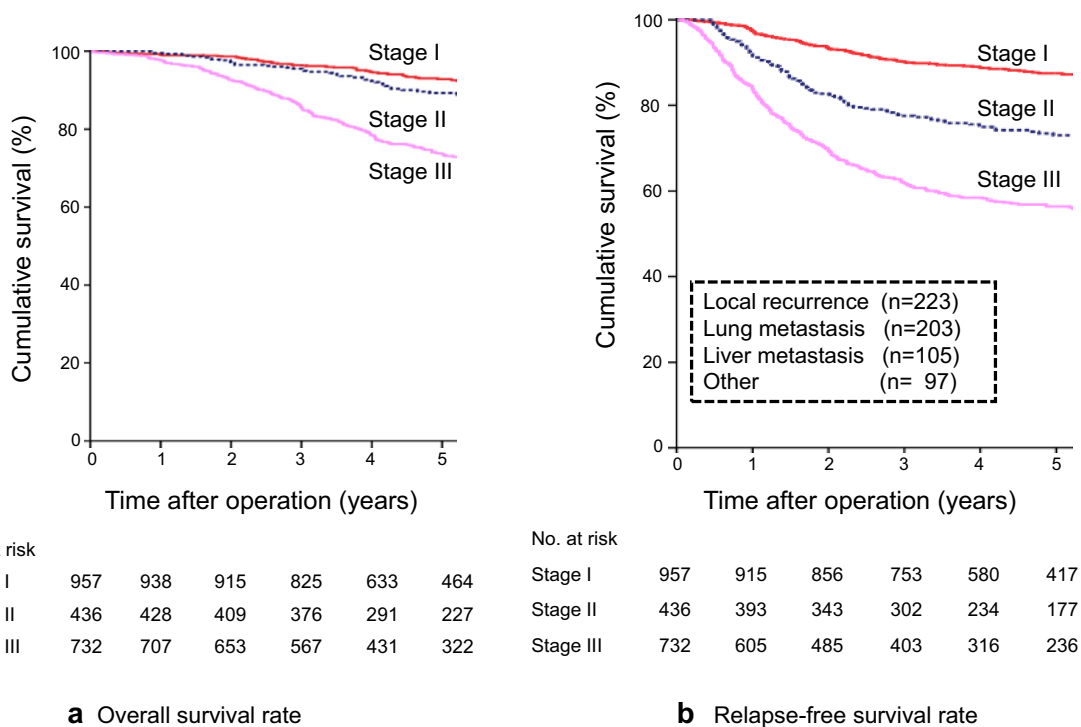 Cumulative survival (%)
100
80
60
40
20
0
Stage I
Stage II
Stage III
0 1 2 3 4 5
Time after operation (years)
risk
I 957 938 915 825 633 464
II 436 428 409 376 291 227
III 732 707 653 567 431 322
a Overall survival rate
Cumulative survival (%)
100
80
60
40
20
0
Stage I
Stage II
Stage III
Local recurrence (n=223)
Lung metastasis (n=203)
Liver metastasis (n=105)
Other (n= 97)
0 1 2 3 4 5
Time after operation (years)
No. at risk
Stage I 957 915 856 753 580 417
Stage II 436 393 343 302 234 177
Stage III 732 605 485 403 316 236
b Relapse-free survival rate